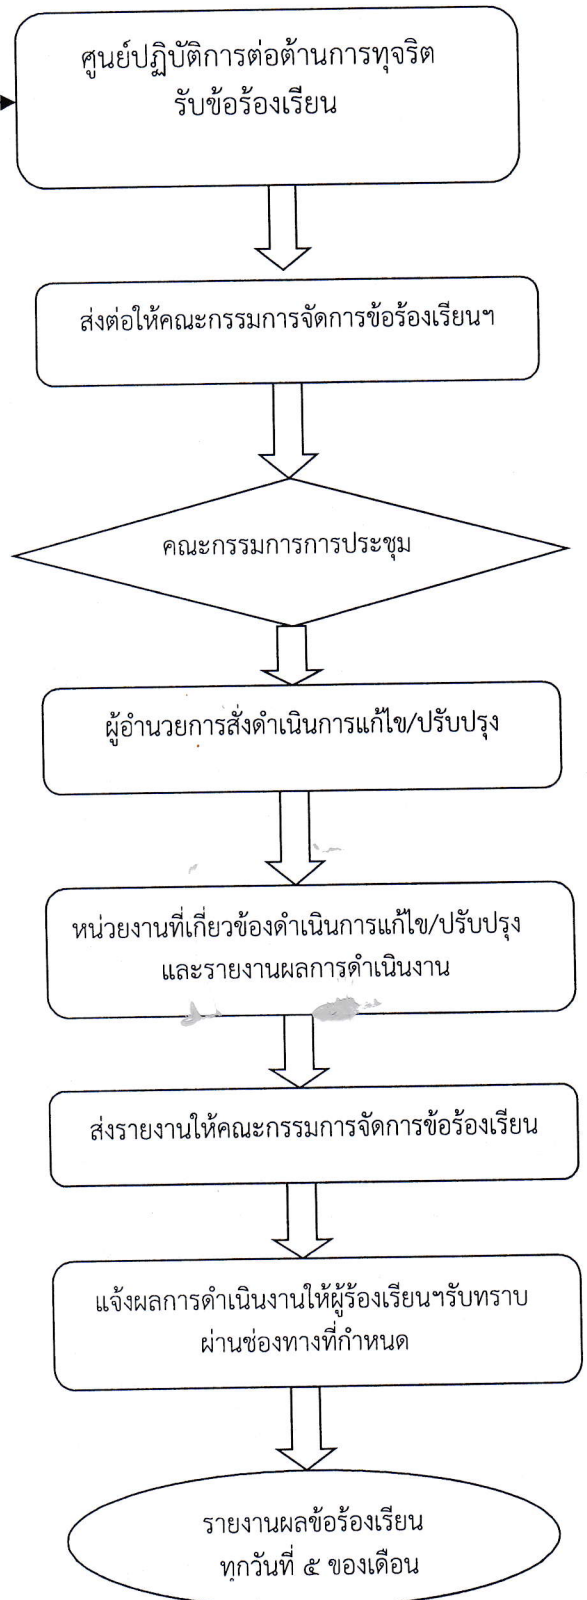 ศูนย์ปฏิบัติการต่อต้านการทุจริต
รับข้อร้องเรียน
ส่งต่อให้คณะกรรมการจัดการข้อร้องเรียนฯ
คณะกรรมการการประชุม
ผู้อำนวยการสั่งดำเนินการแก้ไข/ปรับปรุง
หน่วยงานที่เกี่ยวข้องดำเนินการแก้ไข/ปรับปรุง
และรายงานผลการดำเนินงาน
ส่งรายงานให้คณะกรรมการจัดการข้อร้องเรียน
แจ้งผลการดำเนินงานให้ผู้ร้องเรียนฯรับทราบ
ผ่านช่องทางที่กำหนด
รายงานผลข้อร้องเรียน
ทุกวันที่ ๕ ของเดือน